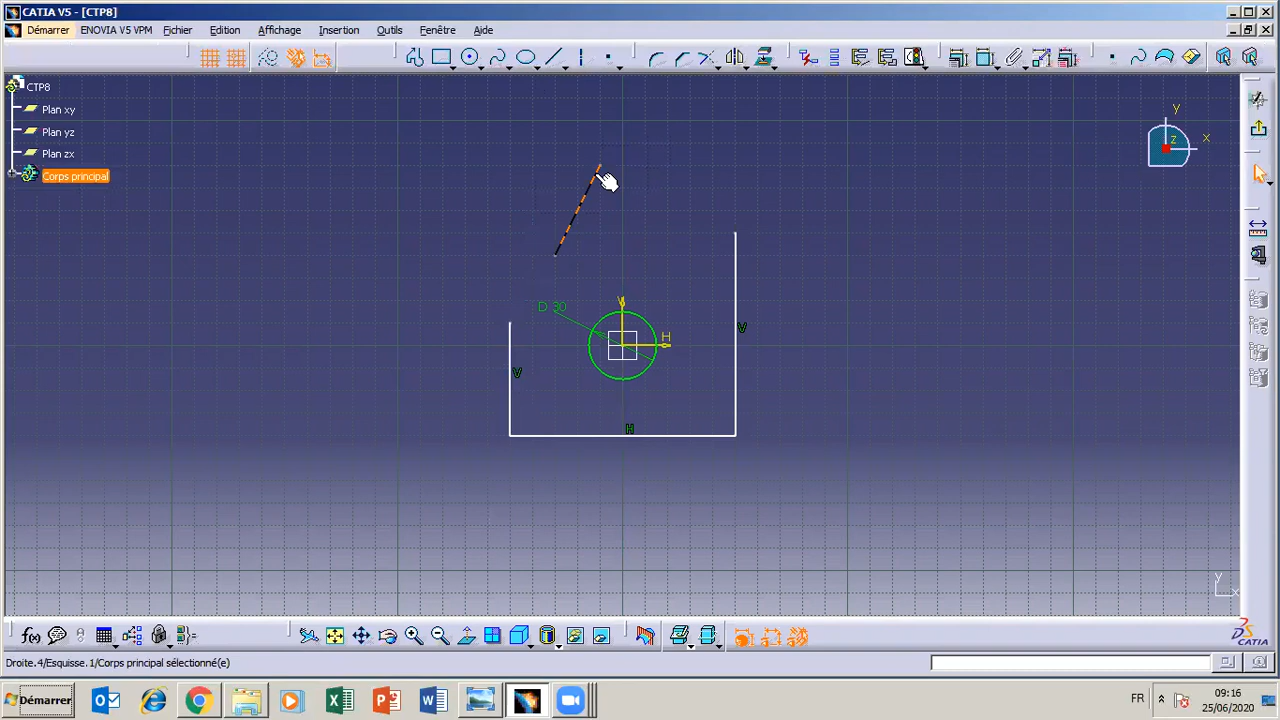 CATIA V5 - [CTP8]
Démarrer ENOVIA V5 VPM Fichier Edition Affichage Insertion Outils Fenêtre Aide
CTP8
Plan xy
Plan yz
Plan zx
Corps principal
y
x
z
D 30
V
H
V
V
H
y
x
f(x)
CATIA
Droite.4/Esquisse.1/Corps principal sélectionné(e)
Démarrer
FR
09:16
25/06/2020